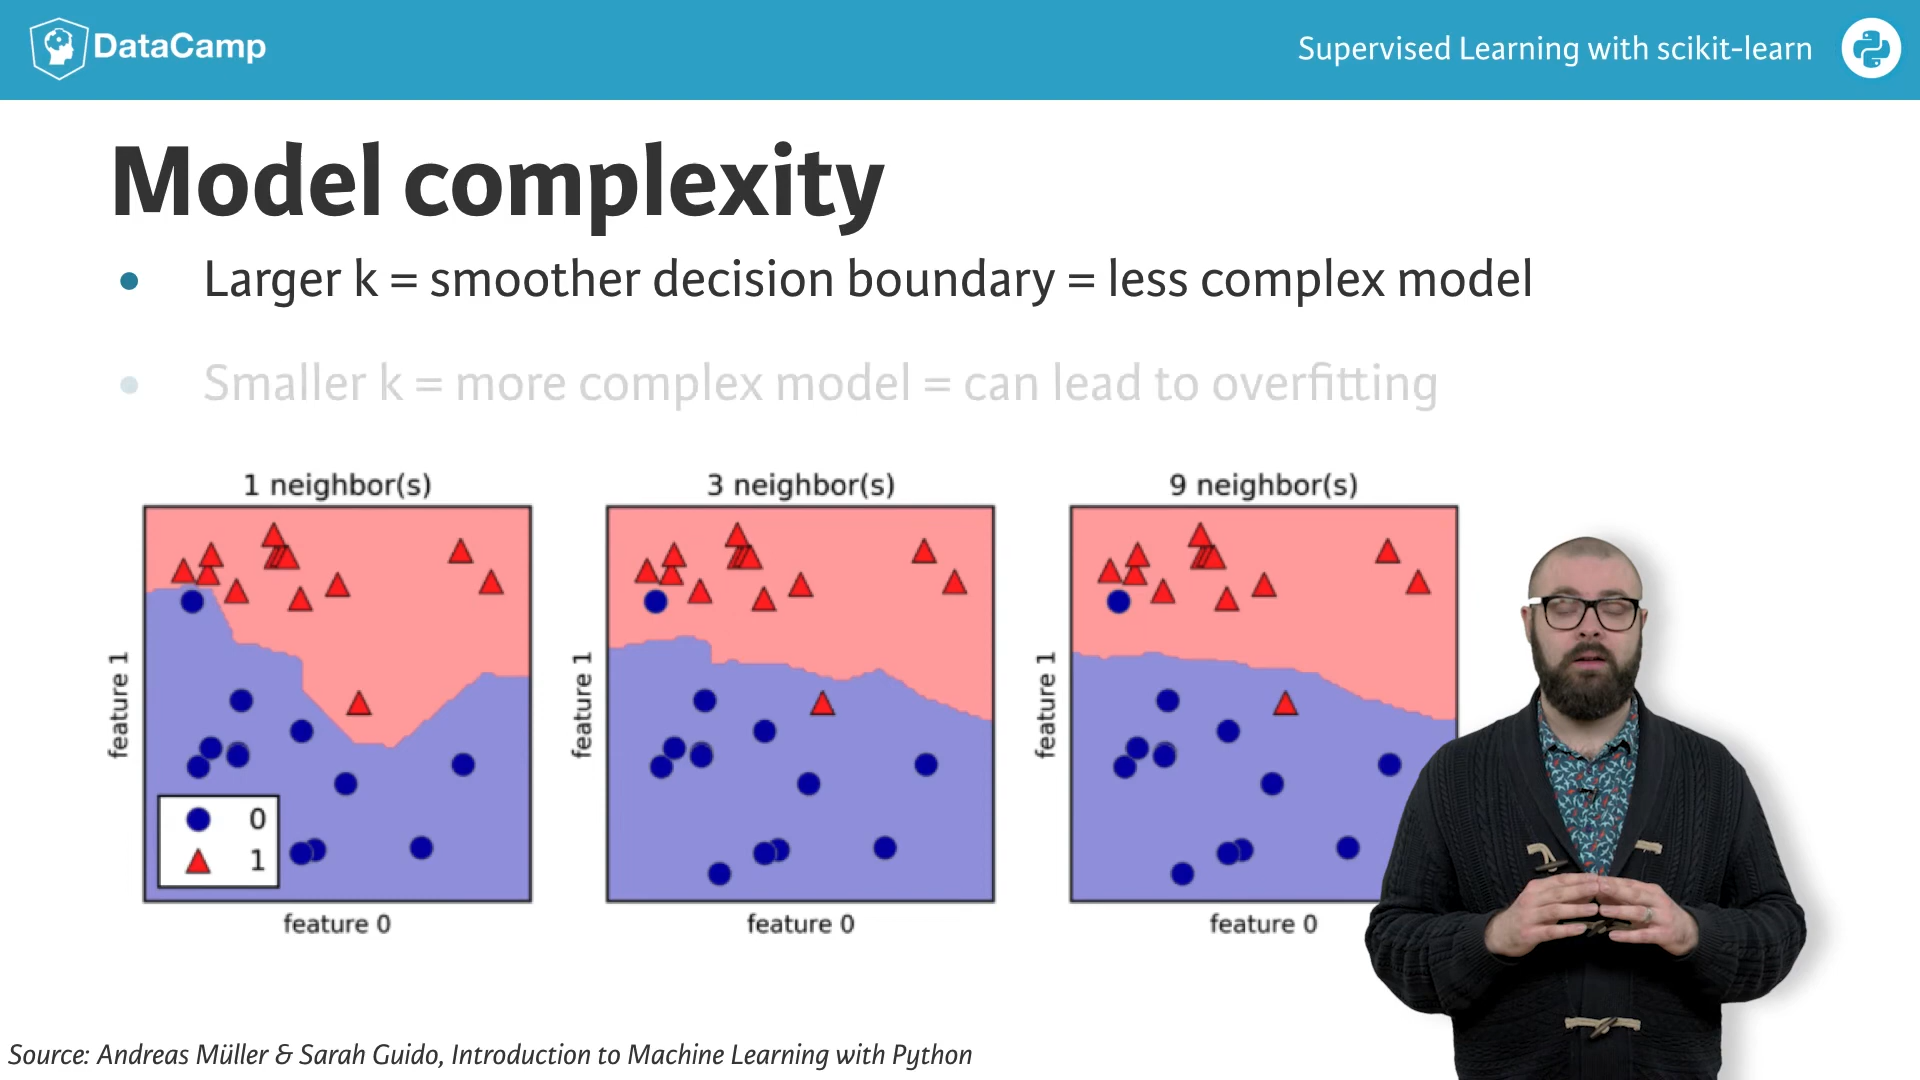 DataCamp
Supervised Learning with scikit-learn
Model complexity
• Larger k = smoother decision boundary = less complex model
• Smaller k = more complex model = can lead to overfitting
1 neighbor(s)
3 neighbor(s)
9 neighbor(s)
feature 1
feature 1
feature 1
0
1
feature 0
feature 0
feature 0
Source: Andreas Müller & Sarah Guido, Introduction to Machine Learning with Python